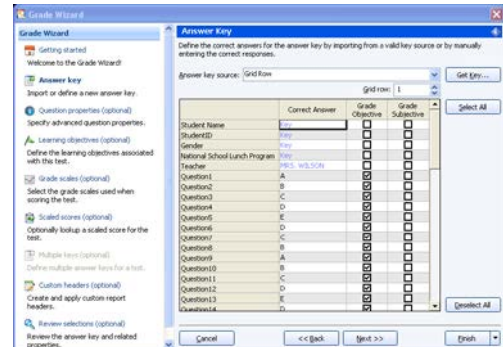 Grade Wizard
Grade Wizard
Getting started
Welcome to the Grade Wizard!
Answer key
Import or define a new answer key.
Question properties (optional)
Specify advanced question properties.
Learning objectives (optional)
Define the learning objectives associated
with this test.
Grade scales (optional)
Select the grade scales used when
scoring the test.
Scaled scores (optional)
Optionally lookup a scaled score for the
test.
Multiple keys (optional)
Define multiple answer keys for a test.
Custom headers (optional)
Create and apply custom report
headers.
Review selections (optional)
Review the answer key and related
properties.
Answer Key
Define the correct answers for the answer key by importing from a valid key source or by manually
entering the correct responses.
Answer key source: Grid Row
Get Key...
Grid row: 1
Select All
Correct Answer Grade Objective Grade Subjective
Student Name Key
StudentID Key
Gender Key
National School Lunch Program Key
Teacher MRS. WILSON
Question1 A
Question2 B
Question3 C
Question4 D
Question5 E
Question6 D
Question7 C
Question8 B
Question9 A
Question10 B
Question11 C
Question12 D
Question13 E
Question14 D
Deselect All
Cancel
<< Back
Next >>
Finish